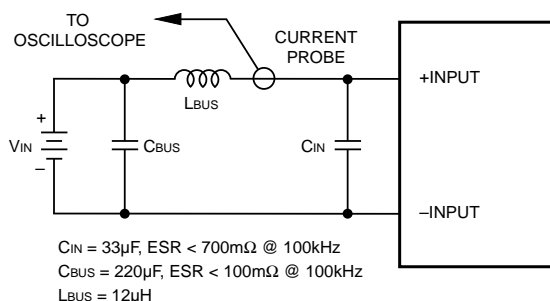 TO
OSCILLOSCOPE
CURRENT
PROBE
+INPUT
LBUS
+
VIN
–
CBUS
CIN
–INPUT
CIN = 33µF, ESR < 700mΩ @ 100kHz
CBUS = 220µF, ESR < 100mΩ @ 100kHz
LBUS = 12µH